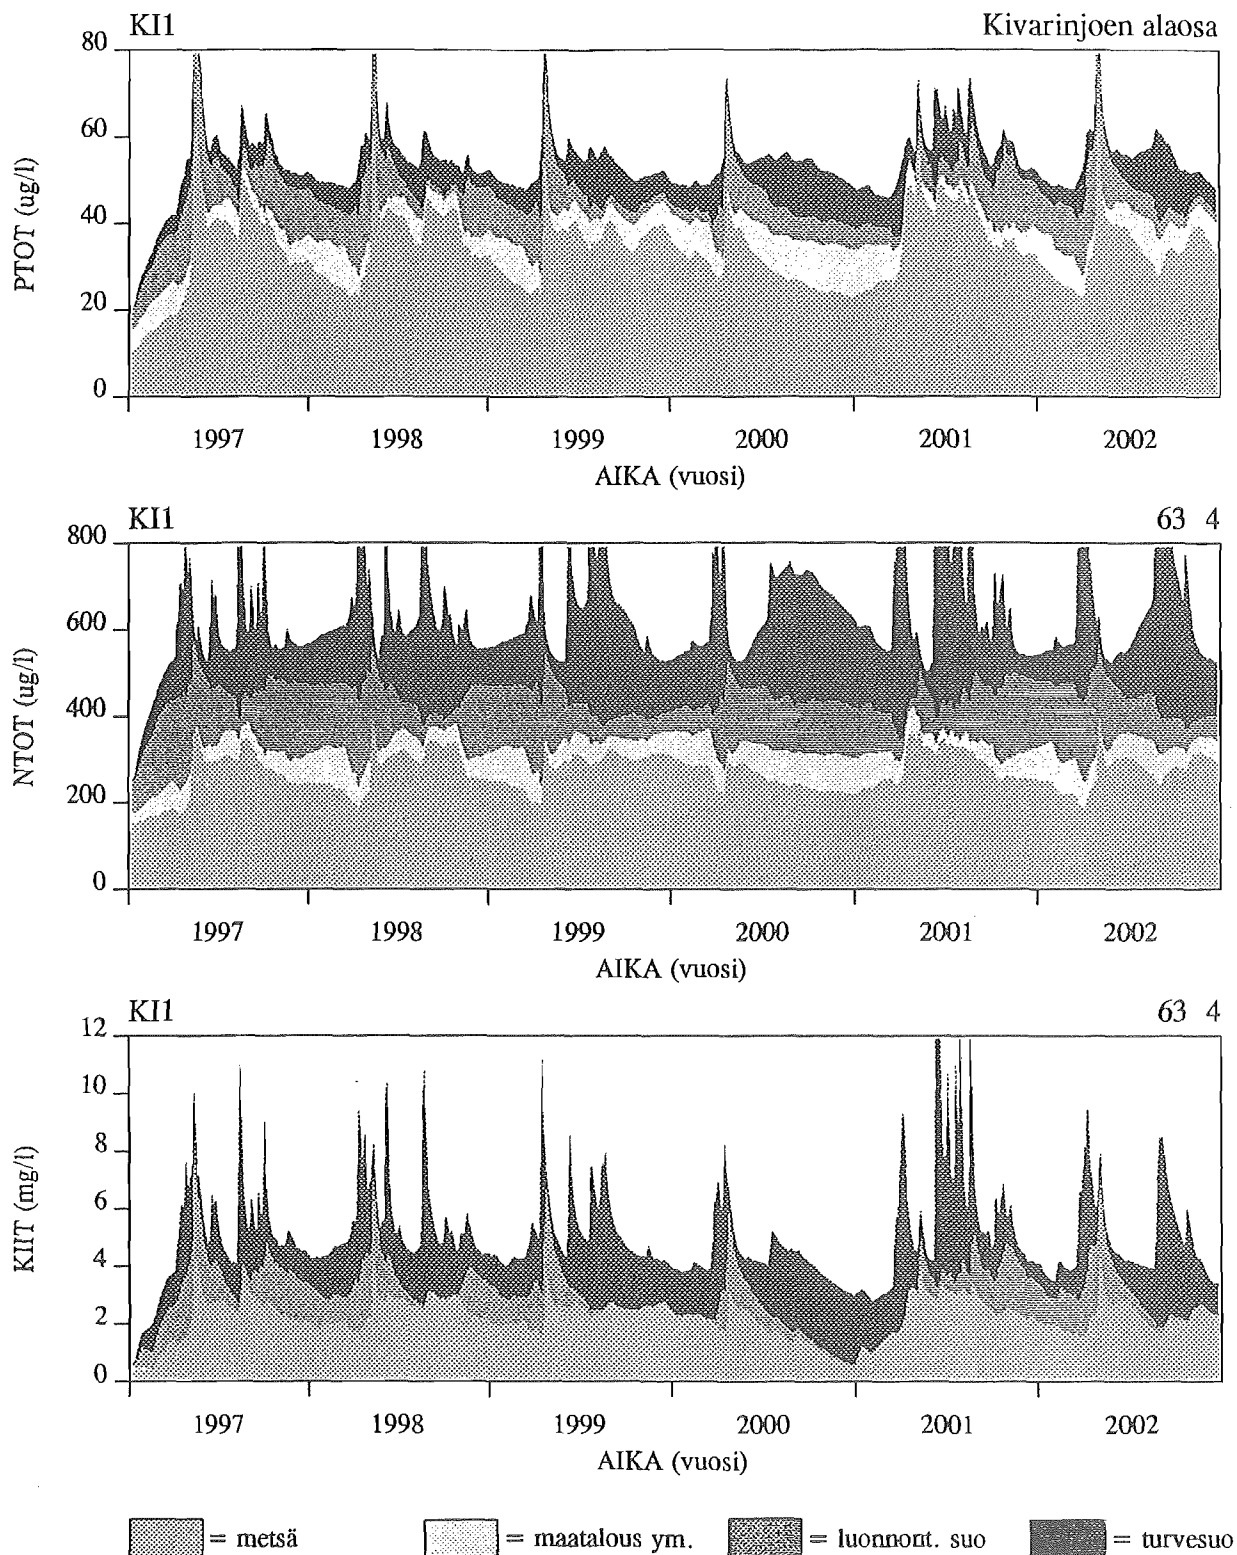 KI1 Kivarinjoen alaosa
80
60
40
20
0
PTOT (ug/l)
1997 1998 1999 2000 2001 2002
AIKA (vuosi)
KI1 63 4
800
600
400
200
0
NTOT (ug/l)
1997 1998 1999 2000 2001 2002
AIKA (vuosi)
KI1 63 4
12
10
8
6
4
2
0
KIIT (mg/l)
1997 1998 1999 2000 2001 2002
AIKA (vuosi)
= metsä = maatalous ym. = luonnont. suo = turvesuo